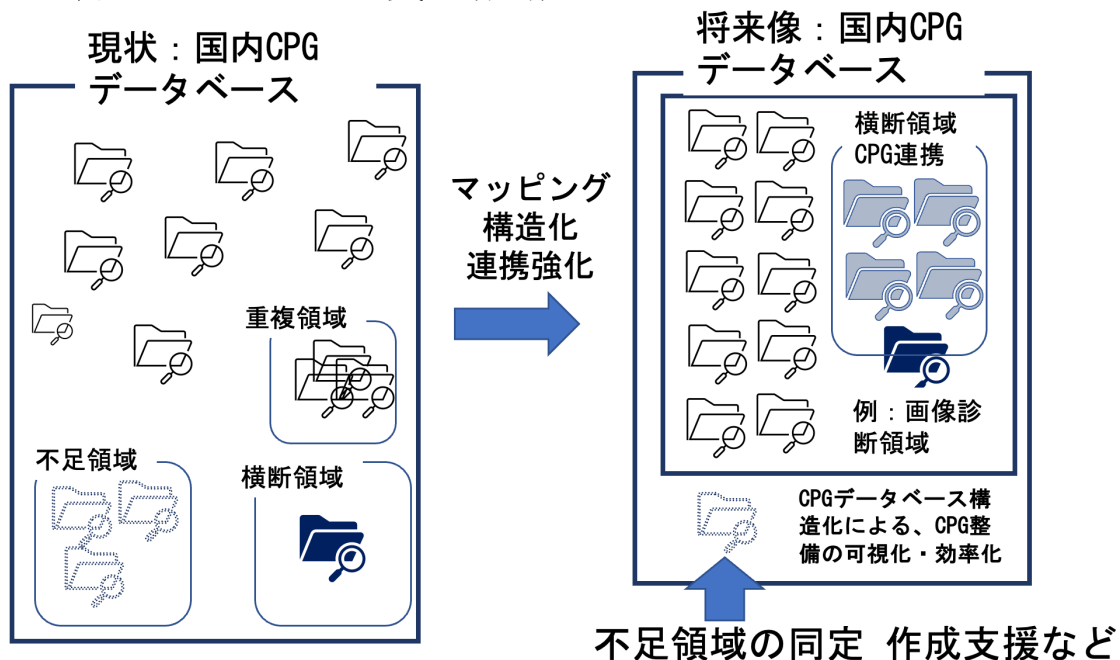 現状：国内CPG
データベース
重複領域
不足領域
横断領域
マッピング
構造化
連携強化
将来像：国内CPG
データベース
横断領域
CPG連携
例：画像診
断領域
CPGデータベース構
造化による、CPG整
備の可視化・効率化
不足領域の同定 作成支援など